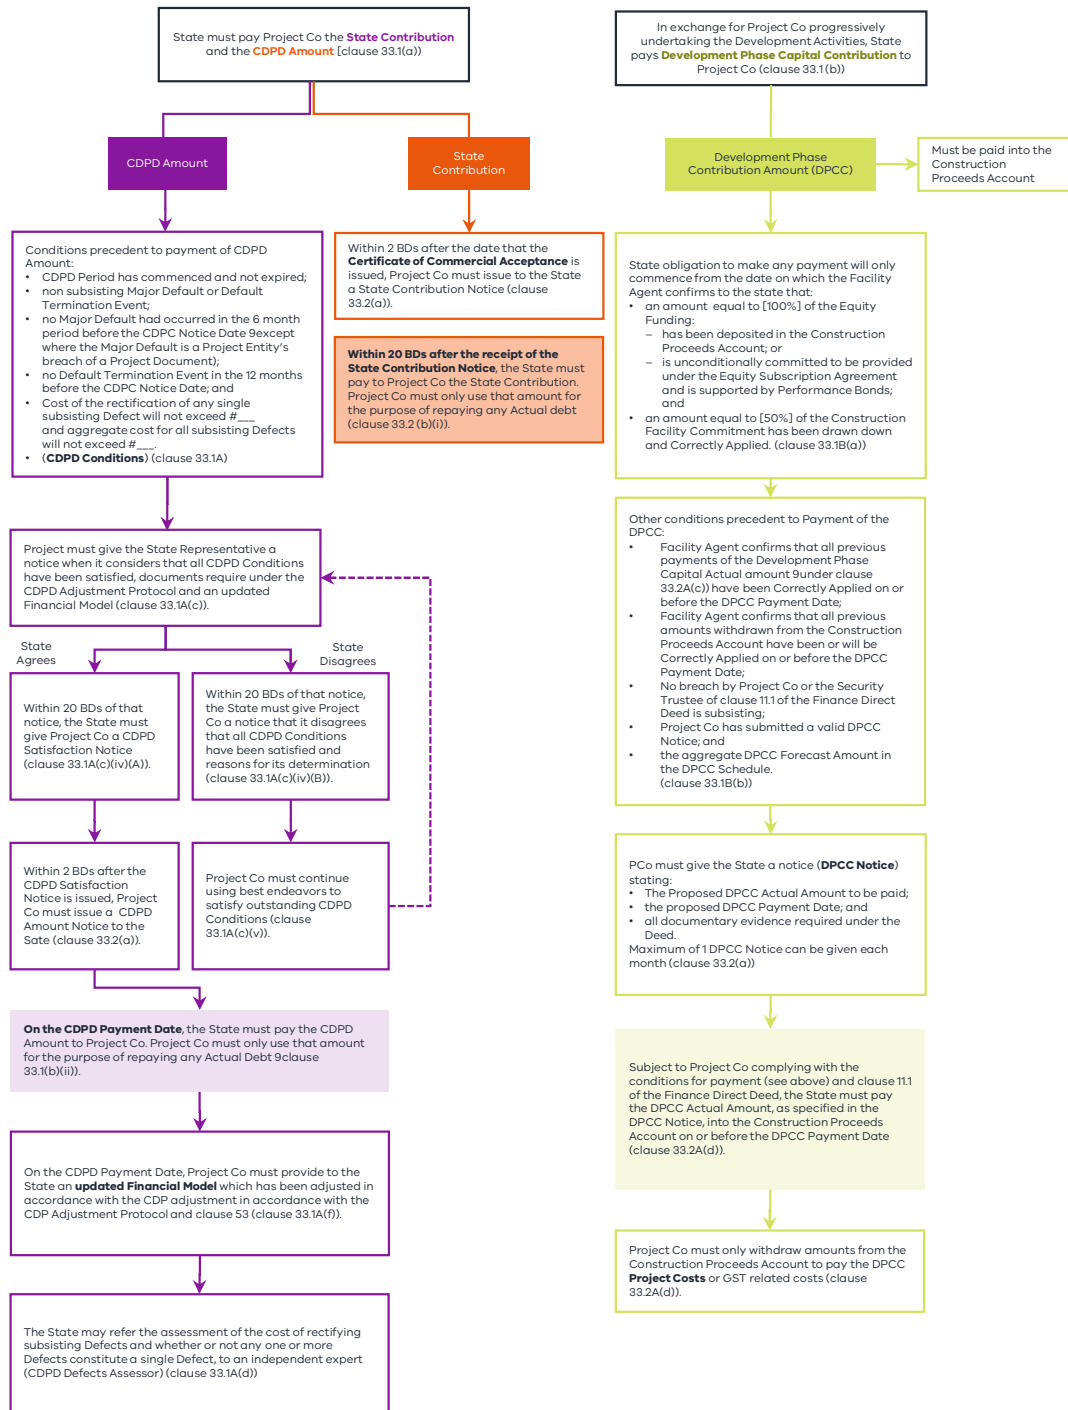 State must pay Project Co the State Contribution
and the CDPD Amount [clause 33.1(a))
CDPD Amount
State
Contribution
Conditions precedent to payment of CDPD
Amount:
• CDPD Period has commenced and not expired;
• non subsisting Major Default or Default
Termination Event;
• no Major Default had occurred in the 6 month
period before the CDPC Notice Date 9except
where the Major Default is a Project Entity's
breach of a Project Document);
• no Default Termination Event in the 12 months
before the CDPC Notice Date; and
• Cost of the rectification of any single
subsisting Defect will not exceed #___
and aggregate cost for all subsisting Defects
will not exceed #___.
• (CDPD Conditions) (clause 33.1A)
Within 2 BDs after the date that the
Certificate of Commercial Acceptance is
issued, Project Co must issue to the State
a State Contribution Notice (clause
33.2(a)).
Within 20 BDs after the receipt of the
State Contribution Notice, the State must
pay to Project Co the State Contribution.
Project Co must only use that amount for
the purpose of repaying any Actual debt
(clause 33.2 (b)(i)).
Project must give the State Representative a
notice when it considers that all CDPD Conditions
have been satisfied, documents require under the
CDPD Adjustment Protocol and an updated
Financial Model (clause 33.1A(c)).
State
Agrees
State
Disagrees
Within 20 BDs of that
notice, the State must
give Project Co a CDPD
Satisfaction Notice
(clause 33.1A(c)(iv)(A)).
Within 20 BDs of that notice,
the State must give Project
Co a notice that it disagrees
that all CDPD Conditions
have been satisfied and
reasons for its determination
(clause 33.1A(c)(iv)(B)).
Within 2 BDs after the
CDPD Satisfaction
Notice is issued, Project
Co must issue a CDPD
Amount Notice to the
Sate (clause 33.2(a)).
Project Co must continue
using best endeavors to
satisfy outstanding CDPD
Conditions (clause
33.1A(c)(v)).
On the CDPD Payment Date, the State must pay the CDPD
Amount to Project Co. Project Co must only use that amount
for the purpose of repaying any Actual Debt 9clause
33.1(b)(ii)).
On the CDPD Payment Date, Project Co must provide to the
State an updated Financial Model which has been adjusted in
accordance with the CDP adjustment in accordance with the
CDP Adjustment Protocol and clause 53 (clause 33.1A(f)).
The State may refer the assessment of the cost of rectifying
subsisting Defects and whether or not any one or more
Defects constitute a single Defect, to an independent expert
(CDPD Defects Assessor) (clause 33.1A(d))
In exchange for Project Co progressively
undertaking the Development Activities, State
pays Development Phase Capital Contribution to
Project Co (clause 33.1 (b))
Development Phase
Contribution Amount (DPCC)
Must be paid into the
Construction
Proceeds Account
State obligation to make any payment will only
commence from the date on which the Facility
Agent confirms to the state that:
• an amount equal to [100%] of the Equity
Funding:
– has been deposited in the Construction
Proceeds Account; or
– is unconditionally committed to be provided
under the Equity Subscription Agreement
and is supported by Performance Bonds;
and
• an amount equal to [50%] of the Construction
Facility Commitment has been drawn down
and Correctly Applied. (clause 33.1B(a))
Other conditions precedent to Payment of the
DPCC:
• Facility Agent confirms that all previous
payments of the Development Phase
Capital Actual amount 9under clause
33.2A(c)) have been Correctly Applied on or
before the DPCC Payment Date;
• Facility Agent confirms that all previous
amounts withdrawn from the Construction
Proceeds Account have been or will be
Correctly Applied on or before the DPCC
Payment Date;
• No breach by Project Co or the Security
Trustee of clause 11.1 of the Finance Direct
Deed is subsisting;
• Project Co has submitted a valid DPCC
Notice; and
• the aggregate DPCC Forecast Amount in
the DPCC Schedule.
(clause 33.1B(b))
PCo must give the State a notice (DPCC Notice)
stating:
• The Proposed DPCC Actual Amount to be paid;
• the proposed DPCC Payment Date; and
• all documentary evidence required under the
Deed.
Maximum of 1 DPCC Notice can be given each
month (clause 33.2(a))
Subject to Project Co complying with the
conditions for payment (see above) and clause 11.1
of the Finance Direct Deed, the State must pay
the DPCC Actual Amount, as specified in the
DPCC Notice, into the Construction Proceeds
Account on or before the DPCC Payment Date
(clause 33.2A(d)).
Project Co must only withdraw amounts from the
Construction Proceeds Account to pay the DPCC
Project Costs or GST related costs (clause
33.2A(d)).